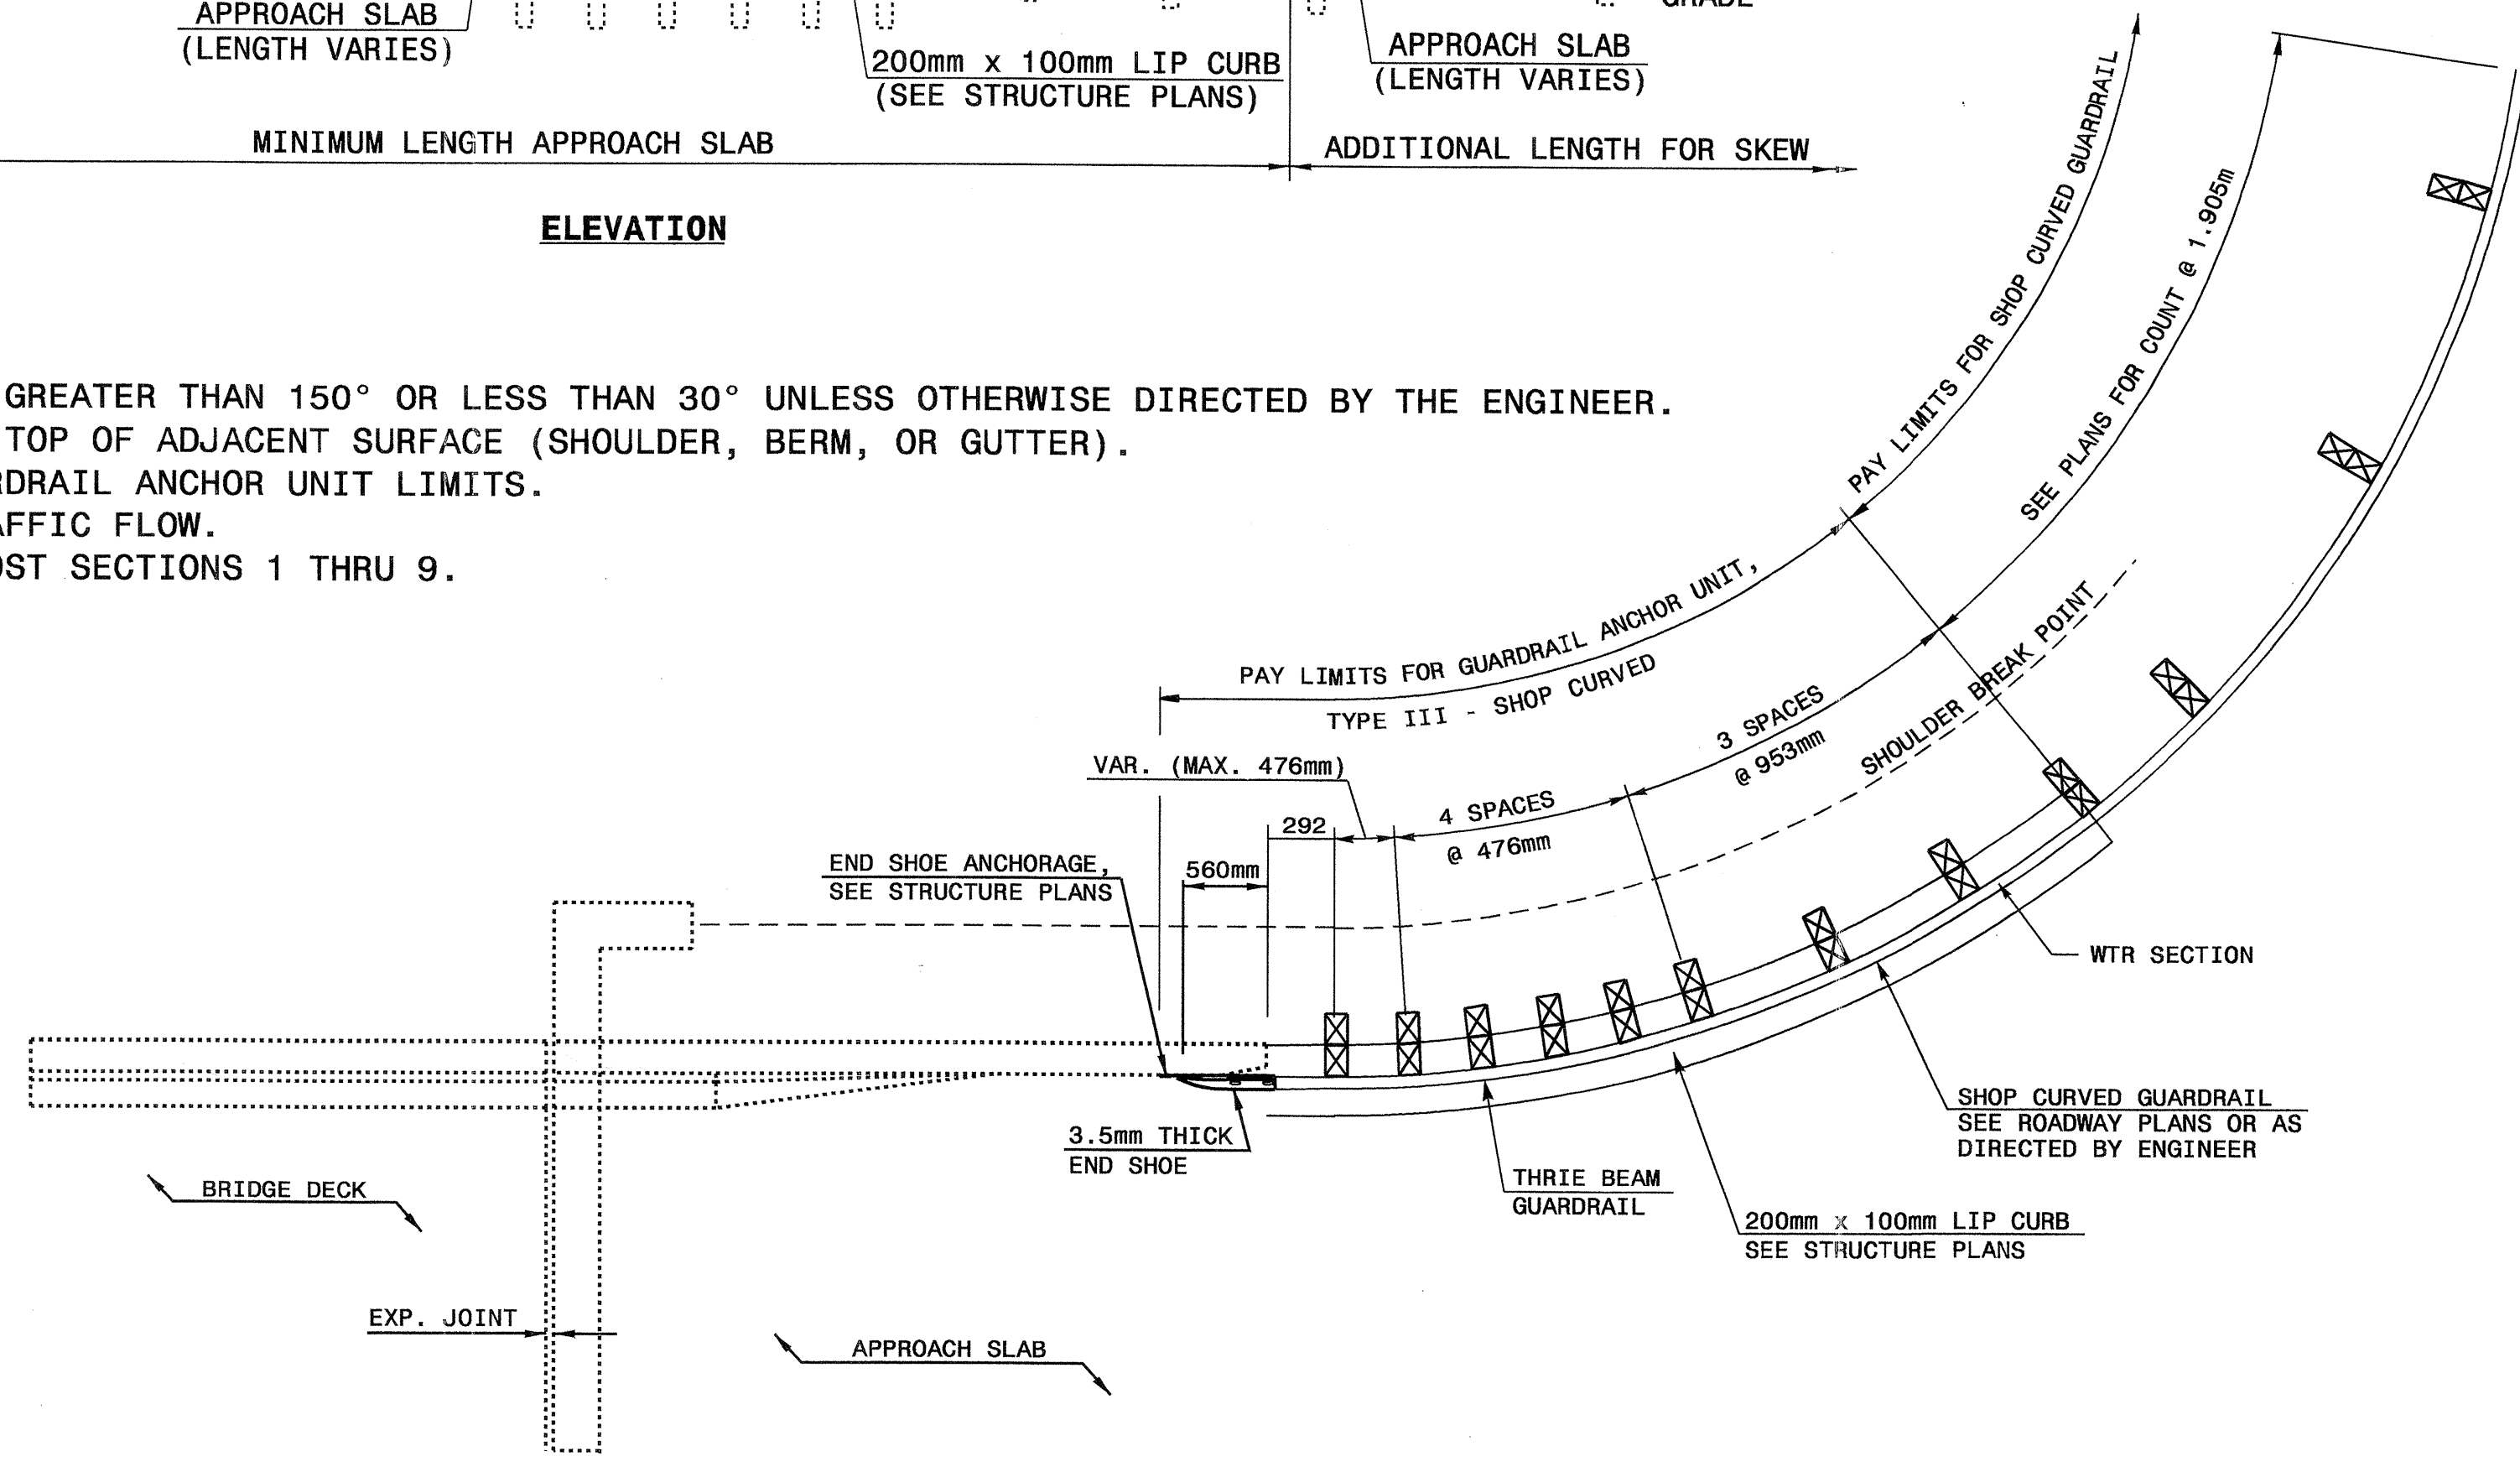 APPROACH SLAB
(LENGTH VARIES)
200mm x 100mm LIP CURB
(SEE STRUCTURE PLANS)
GRADE
APPROACH SLAB
(LENGTH VARIES)
MINIMUM LENGTH APPROACH SLAB
ADDITIONAL LENGTH FOR SKEW
ELEVATION
GREATER THAN 150° OR LESS THAN 30° UNLESS OTHERWISE DIRECTED BY THE ENGINEER.
TOP OF ADJACENT SURFACE (SHOULDER, BERM, OR GUTTER).
RDRAIL ANCHOR UNIT LIMITS.
AFFIC FLOW.
OST SECTIONS 1 THRU 9.
PAY LIMITS FOR SHOP CURVED GUARDRAIL
SEE PLANS FOR COUNT @ 1.905m
PAY LIMITS FOR GUARDRAIL ANCHOR UNIT,
TYPE III - SHOP CURVED
3 SPACES
@ 953mm
SHOULDER BREAK POINT
VAR. (MAX. 476mm)
292
4 SPACES
@ 476mm
560mm
END SHOE ANCHORAGE,
SEE STRUCTURE PLANS
WTR SECTION
SHOP CURVED GUARDRAIL
SEE ROADWAY PLANS OR AS
DIRECTED BY ENGINEER
3.5mm THICK
END SHOE
THRIE BEAM
GUARDRAIL
200mm x 100mm LIP CURB
SEE STRUCTURE PLANS
BRIDGE DECK
EXP. JOINT
APPROACH SLAB